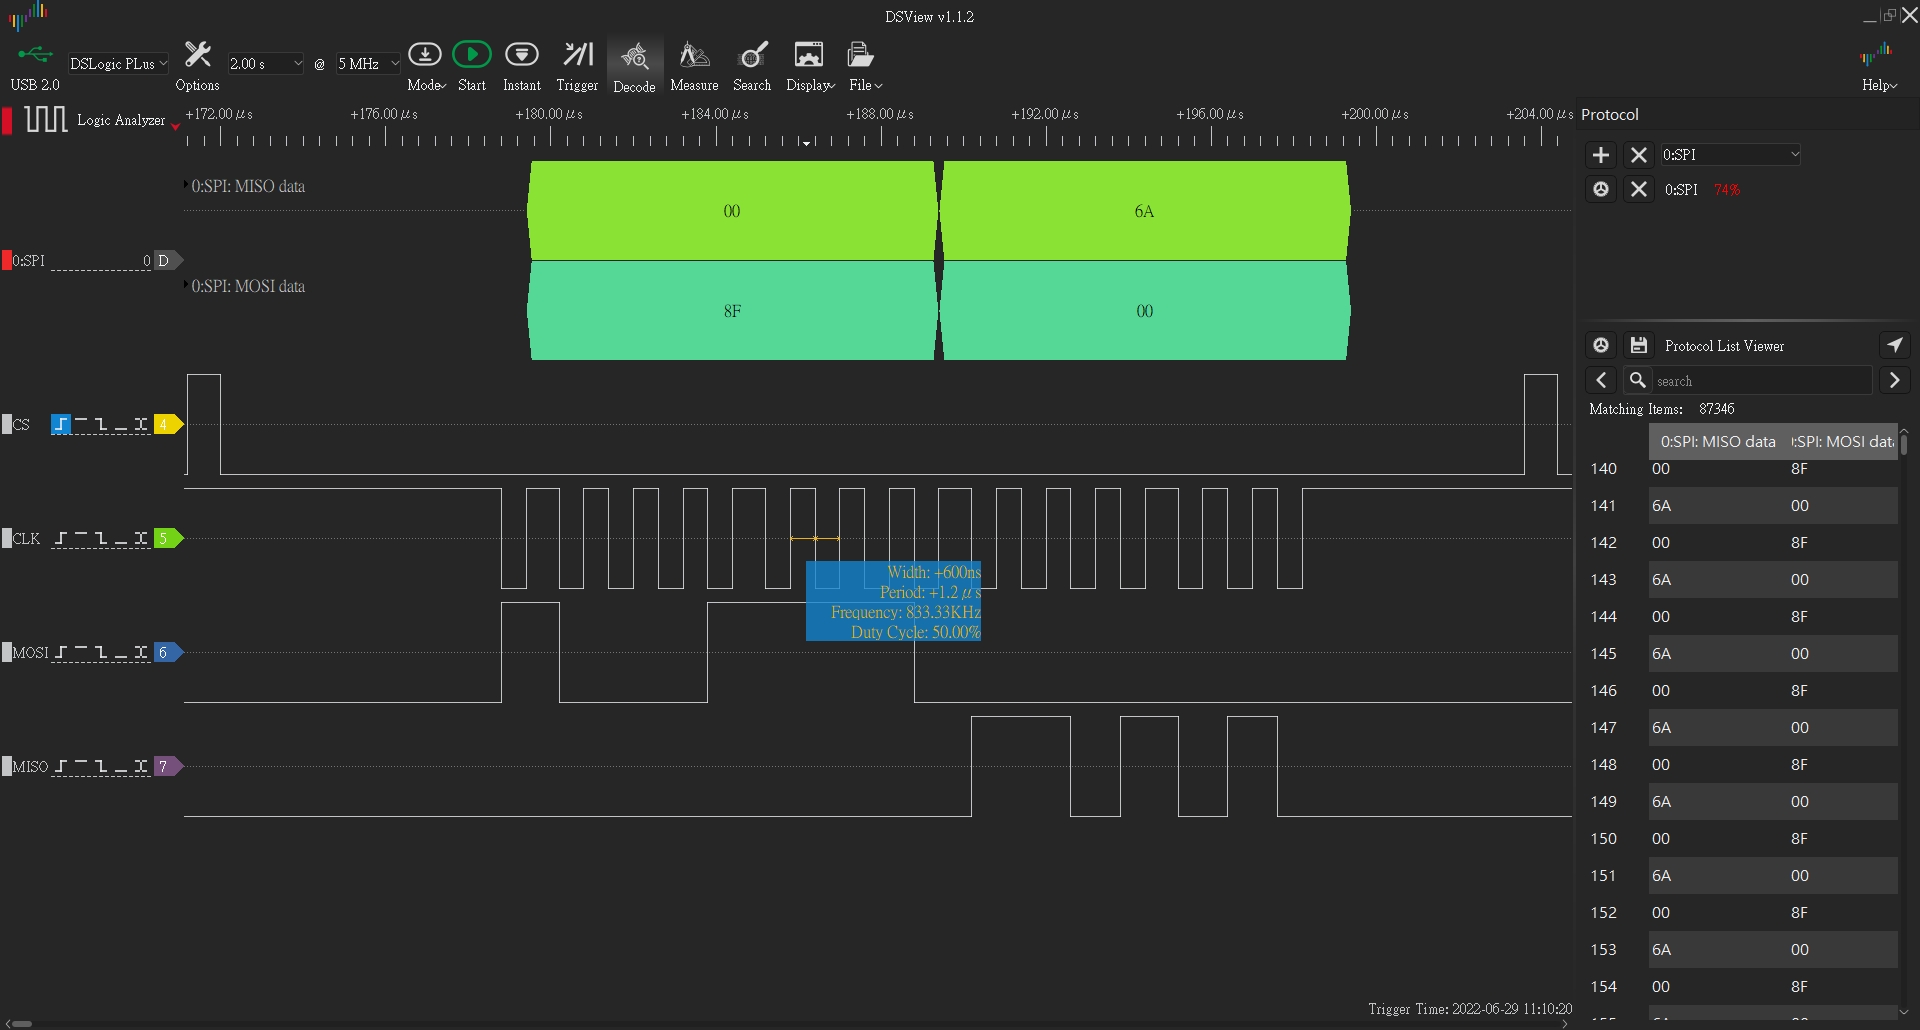 DSView v1.1.2
USB 2.0
DSLogic PLus
Options
2.00 s
@
5 MHz
Mode
Start
Instant
Trigger
Decode
Measure
Search
Display
File
Help
Logic Analyzer
+172.00 μs
+176.00 μs
+180.00 μs
+184.00 μs
+188.00 μs
+192.00 μs
+196.00 μs
+200.00 μs
+204.00 μs
0:SPI: MISO data
00
6A
0:SPI
0
D
0:SPI: MOSI data
8F
00
CS
4
CLK
5
Width: +600ns
Period: +1.2 μs
Frequency: 833.33KHz
Duty Cycle: 50.00%
MOSI
6
MISO
7
Trigger Time: 2022-06-29 11:10:20
Protocol
0:SPI
0:SPI 74%
Protocol List Viewer
search
Matching Items: 87346
0:SPI: MISO data
:SPI: MOSI data
140 00 8F
141 6A 00
142 00 8F
143 6A 00
144 00 8F
145 6A 00
146 00 8F
147 6A 00
148 00 8F
149 6A 00
150 00 8F
151 6A 00
152 00 8F
153 6A 00
154 00 8F